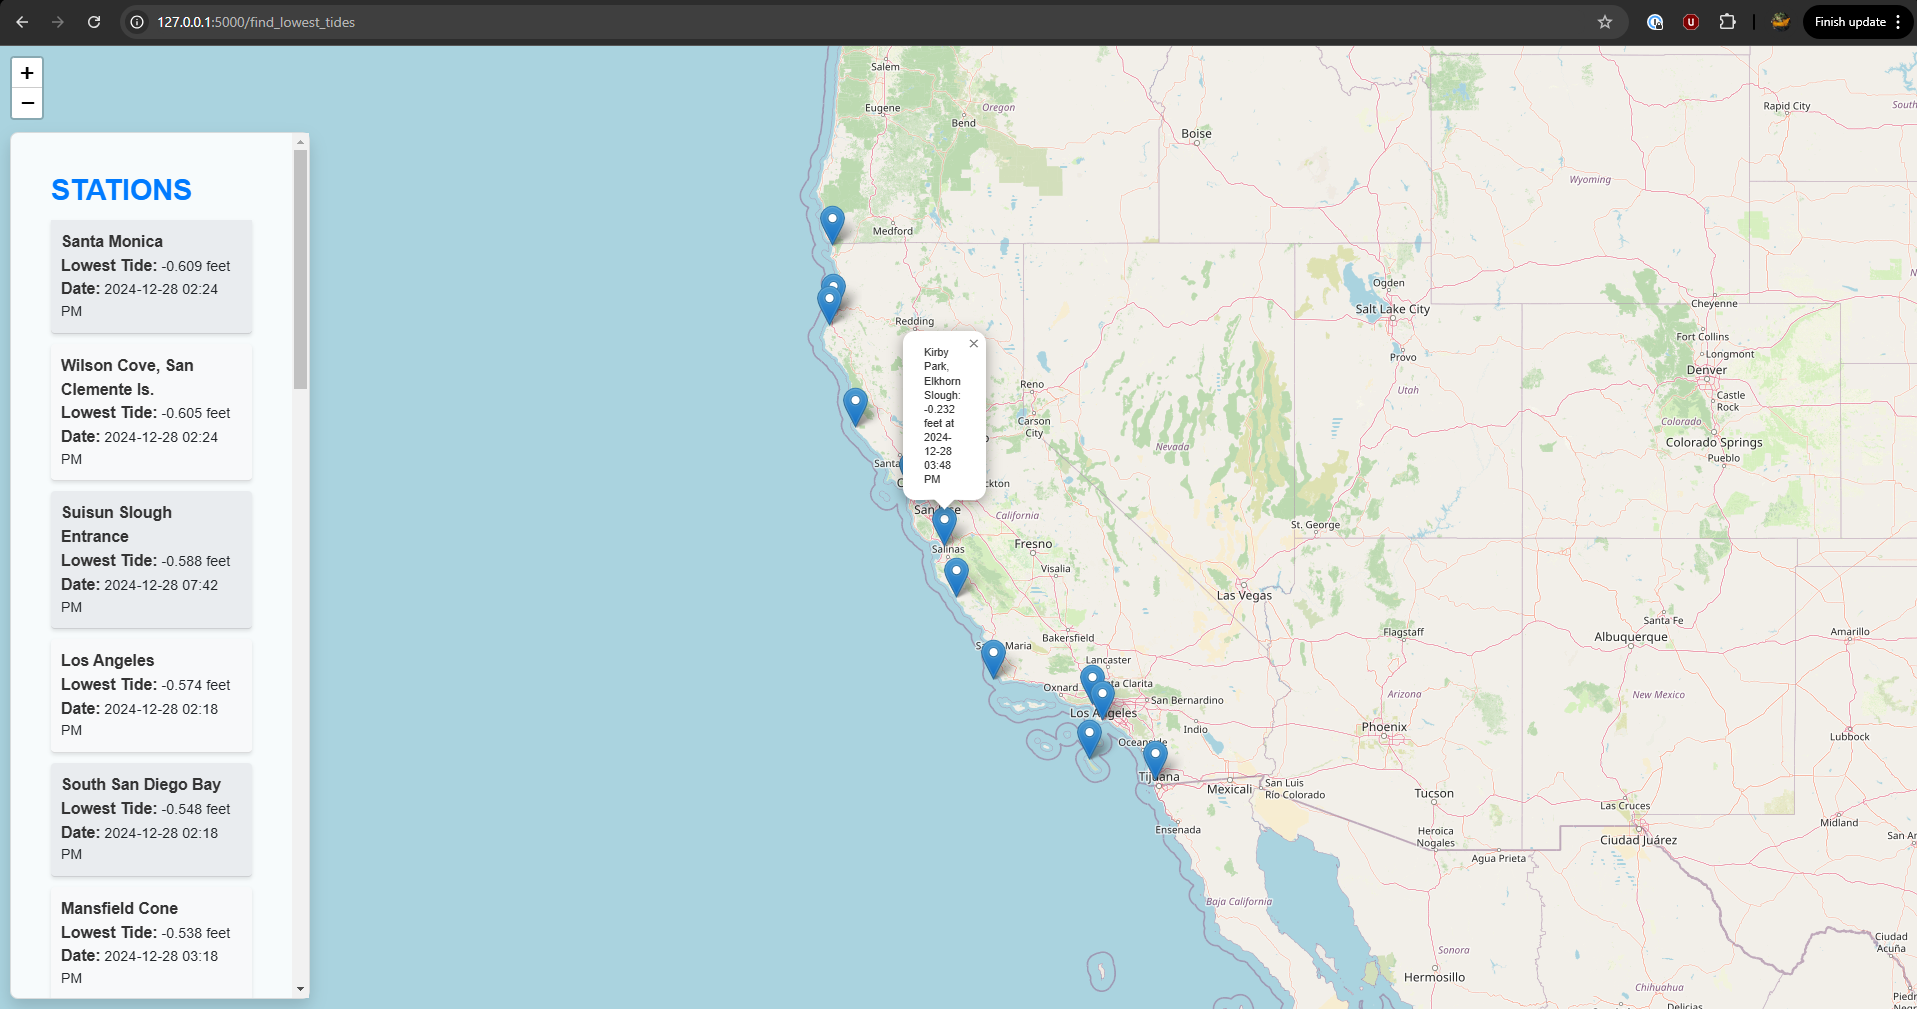 127.0.0.1:5000/find_lowest_tides
Finish update
+
−
STATIONS
Santa Monica
Lowest Tide: -0.609 feet
Date: 2024-12-28 02:24
PM
Wilson Cove, San
Clemente Is.
Lowest Tide: -0.605 feet
Date: 2024-12-28 02:24
PM
Suisun Slough
Entrance
Lowest Tide: -0.588 feet
Date: 2024-12-28 07:42
PM
Los Angeles
Lowest Tide: -0.574 feet
Date: 2024-12-28 02:18
PM
South San Diego Bay
Lowest Tide: -0.548 feet
Date: 2024-12-28 02:18
PM
Mansfield Cone
Lowest Tide: -0.538 feet
Date: 2024-12-28 03:18
PM
Kirby
Park,
Elkhorn
Slough:
-0.232
feet at
2024-
12-28
03:48
PM
Salem
Eugene
Oregon
Bend
Medford
Boise
Rapid City
South
Wyoming
Redding
Ogden
Salt Lake City
Provo
Cheyenne
Fort Collins
Longmont
Denver
Castle
Rock
Colorado
Colorado Springs
Pueblo
Utah
Reno
Carson
City
Nevada
Santa
ckton
San
se
California
Salinas
Fresno
Visalia
St. George
Las Vegas
Bakersfield
Maria
Lancaster
Oxnard
ta Clarita
San Bernardino
Los Angeles
Indio
Oceanside
Tijuana
Mexicali
San Luis
Río Colorado
Ensenada
Baja California
Flagstaff
Arizona
Phoenix
Tucson
Heroica
Nogales
Agua Prieta
Sonora
Hermosillo
Santa Fe
Albuquerque
New Mexico
Amarillo
Lubbock
Las Cruces
Ciudad Juárez
Midland
San An
Ciudad
Acuña
Chihuahua
Delicias
Piedr
Negr